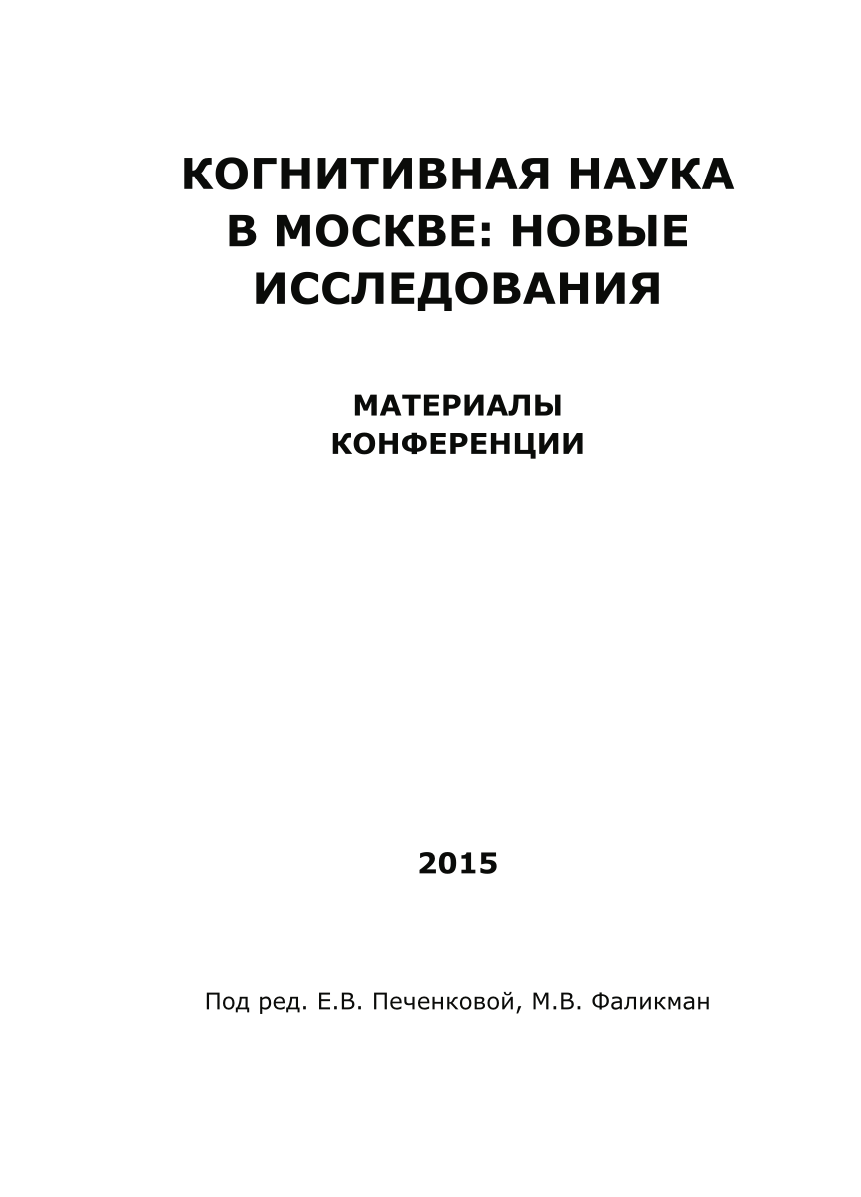 КОГНИТИВНАЯ НАУКА
В МОСКВЕ: НОВЫЕ
ИССЛЕДОВАНИЯ
МАТЕРИАЛЫ
КОНФЕРЕНЦИИ
2015
Под ред. Е.В. Печенковой, М.В. Фаликман